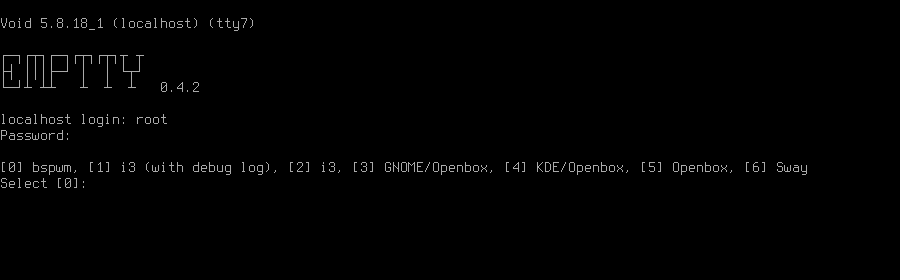 Void 5.8.18_1 (localhost) (tty7)
EMPTTY 0.4.2
localhost login: root
Password:
[0] bspwm, [1] i3 (with debug log), [2] i3, [3] GNOME/Openbox, [4] KDE/Openbox, [5] Openbox, [6] Sway
Select [0]: